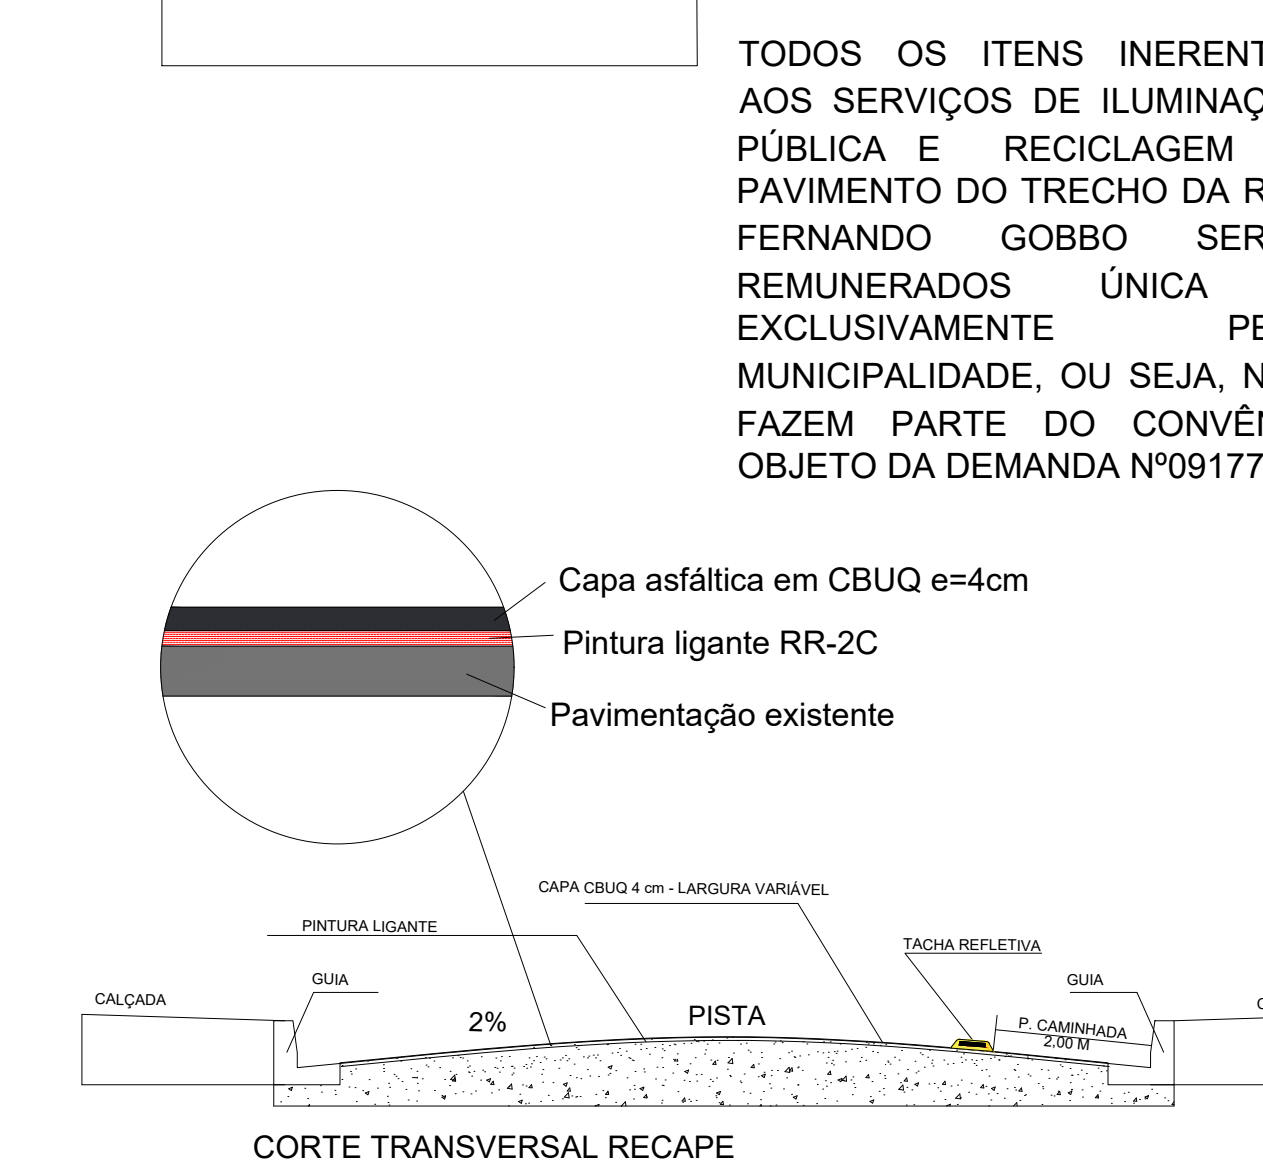 TODOS OS ITENS INERENT
AOS SERVIÇOS DE ILUMINAÇ
PÚBLICA E RECICLAGEM
PAVIMENTO DO TRECHO DA R
FERNANDO GOBBO SER
REMUNERADOS ÚNICA
EXCLUSIVAMENTE PE
MUNICIPALIDADE, OU SEJA, N
FAZEM PARTE DO CONVÊN
OBJETO DA DEMANDA Nº09177
Capa asfáltica em CBUQ e=4cm
Pintura ligante RR-2C
Pavimentação existente
CAPA CBUQ 4 cm - LARGURA VARIÁVEL
PINTURA LIGANTE
TACHA REFLETIVA
GUIA
GUIA
CALÇADA
C
2%
PISTA
P. CAMINHADA
2,00 M
CORTE TRANSVERSAL RECAPE